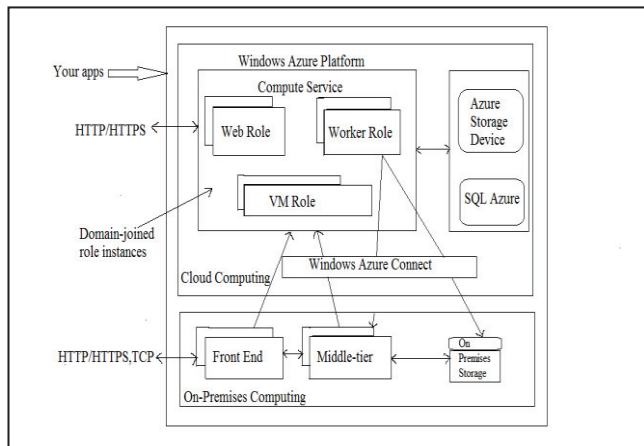 Your apps
Windows Azure Platform
Compute Service
HTTP/HTTPS
Web Role
Worker Role
Azure
Storage
Device
VM Role
SQL Azure
Domain-joined
role instances
Cloud Computing
Windows Azure Connect
HTTP/HTTPS,TCP
Front End
Middle-tier
On
Premises
Storage
On-Premises Computing